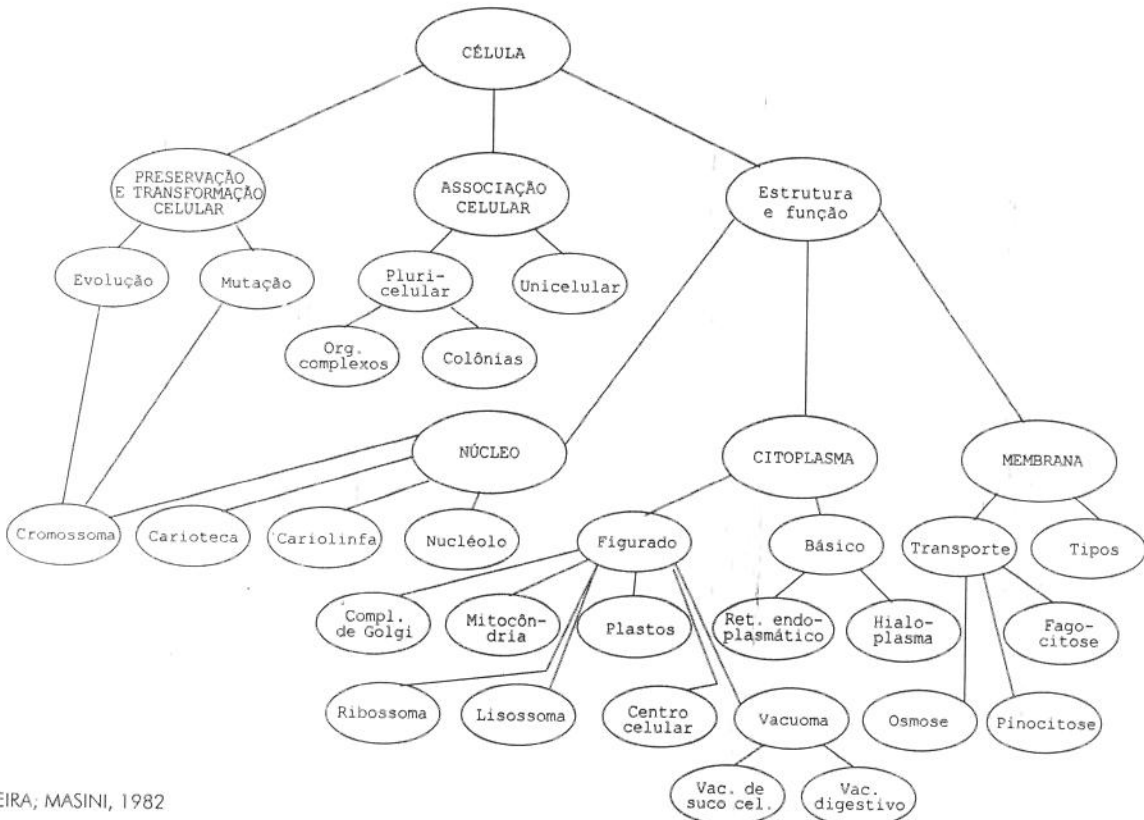 CÉLULA
PRESERVAÇÃO
E TRANSFORMAÇÃO
CELULAR
ASSOCIAÇÃO
CELULAR
Estrutura
e função
Evolução
Mutação
Pluri-
celular
Unicelular
Org.
complexos
Colônias
NÚCLEO
CITOPLASMA
MEMBRANA
Cromossoma
Carioteca
Cariolinfa
Nucléolo
Figurado
Básico
Transporte
Tipos
Compl.
de Golgi
Mitocôn-
dria
Plastos
Ret. endo-
plasmático
Hialo-
plasma
Fago-
citose
Ribossoma
Lisossoma
Centro
celular
Vacuoma
Osmose
Pinocitose
Vac. de
suco cel.
Vac.
digestivo
EIRA; MASINI, 1982